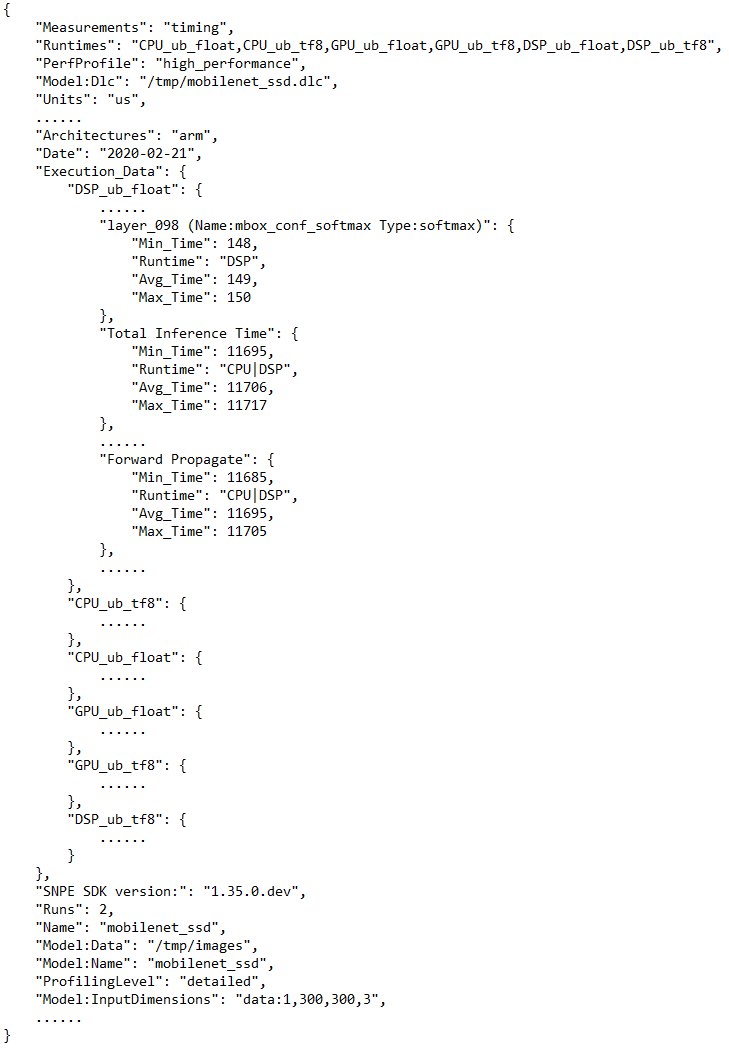 {
    "Measurements": "timing",
    "Runtimes": "CPU_ub_float,CPU_ub_tf8,GPU_ub_float,GPU_ub_tf8,DSP_ub_float,DSP_ub_tf8",
    "PerfProfile": "high_performance",
    "Model:Dlc": "/tmp/mobilenet_ssd.dlc",
    "Units": "us",
    ......
    "Architectures": "arm",
    "Date": "2020-02-21",
    "Execution_Data": {
        "DSP_ub_float": {
            ......
            "layer_098 (Name:mbox_conf_softmax Type:softmax)": {
                "Min_Time": 148,
                "Runtime": "DSP",
                "Avg_Time": 149,
                "Max_Time": 150
            },
            "Total Inference Time": {
                "Min_Time": 11695,
                "Runtime": "CPU|DSP",
                "Avg_Time": 11706,
                "Max_Time": 11717
            },
            ......
            "Forward Propagate": {
                "Min_Time": 11685,
                "Runtime": "CPU|DSP",
                "Avg_Time": 11695,
                "Max_Time": 11705
            },
            ......
        },
        "CPU_ub_tf8": {
            ......
        },
        "CPU_ub_float": {
            ......
        },
        "GPU_ub_float": {
            ......
        },
        "GPU_ub_tf8": {
            ......
        },
        "DSP_ub_tf8": {
            ......
        }
    },
    "SNPE SDK version:": "1.35.0.dev",
    "Runs": 2,
    "Name": "mobilenet_ssd",
    "Model:Data": "/tmp/images",
    "Model:Name": "mobilenet_ssd",
    "ProfilingLevel": "detailed",
    "Model:InputDimensions": "data:1,300,300,3",
    ......
}